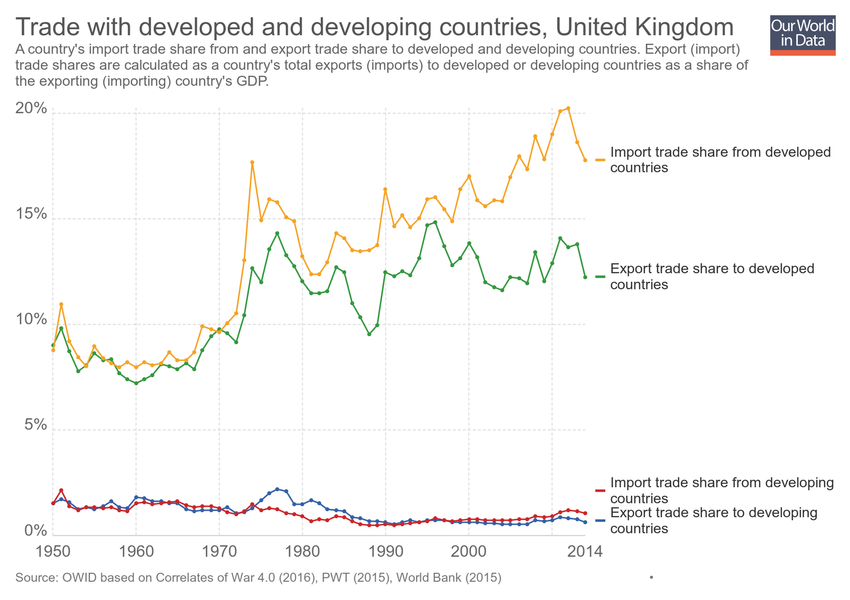 Trade with developed and developing countries, United Kingdom
Our World
in Data
A country's import trade share from and export trade share to developed and developing countries. Export (import)
trade shares are calculated as a country's total exports (imports) to developed or developing countries as a share of
the exporting (importing) country's GDP.
20%
15%
10%
5%
0%
Import trade share from developed
countries
Export trade share to developed
countries
Import trade share from developing
countries
Export trade share to developing
countries
1950 1960 1970 1980 1990 2000 2014
Source: OWID based on Correlates of War 4.0 (2016), PWT (2015), World Bank (2015)